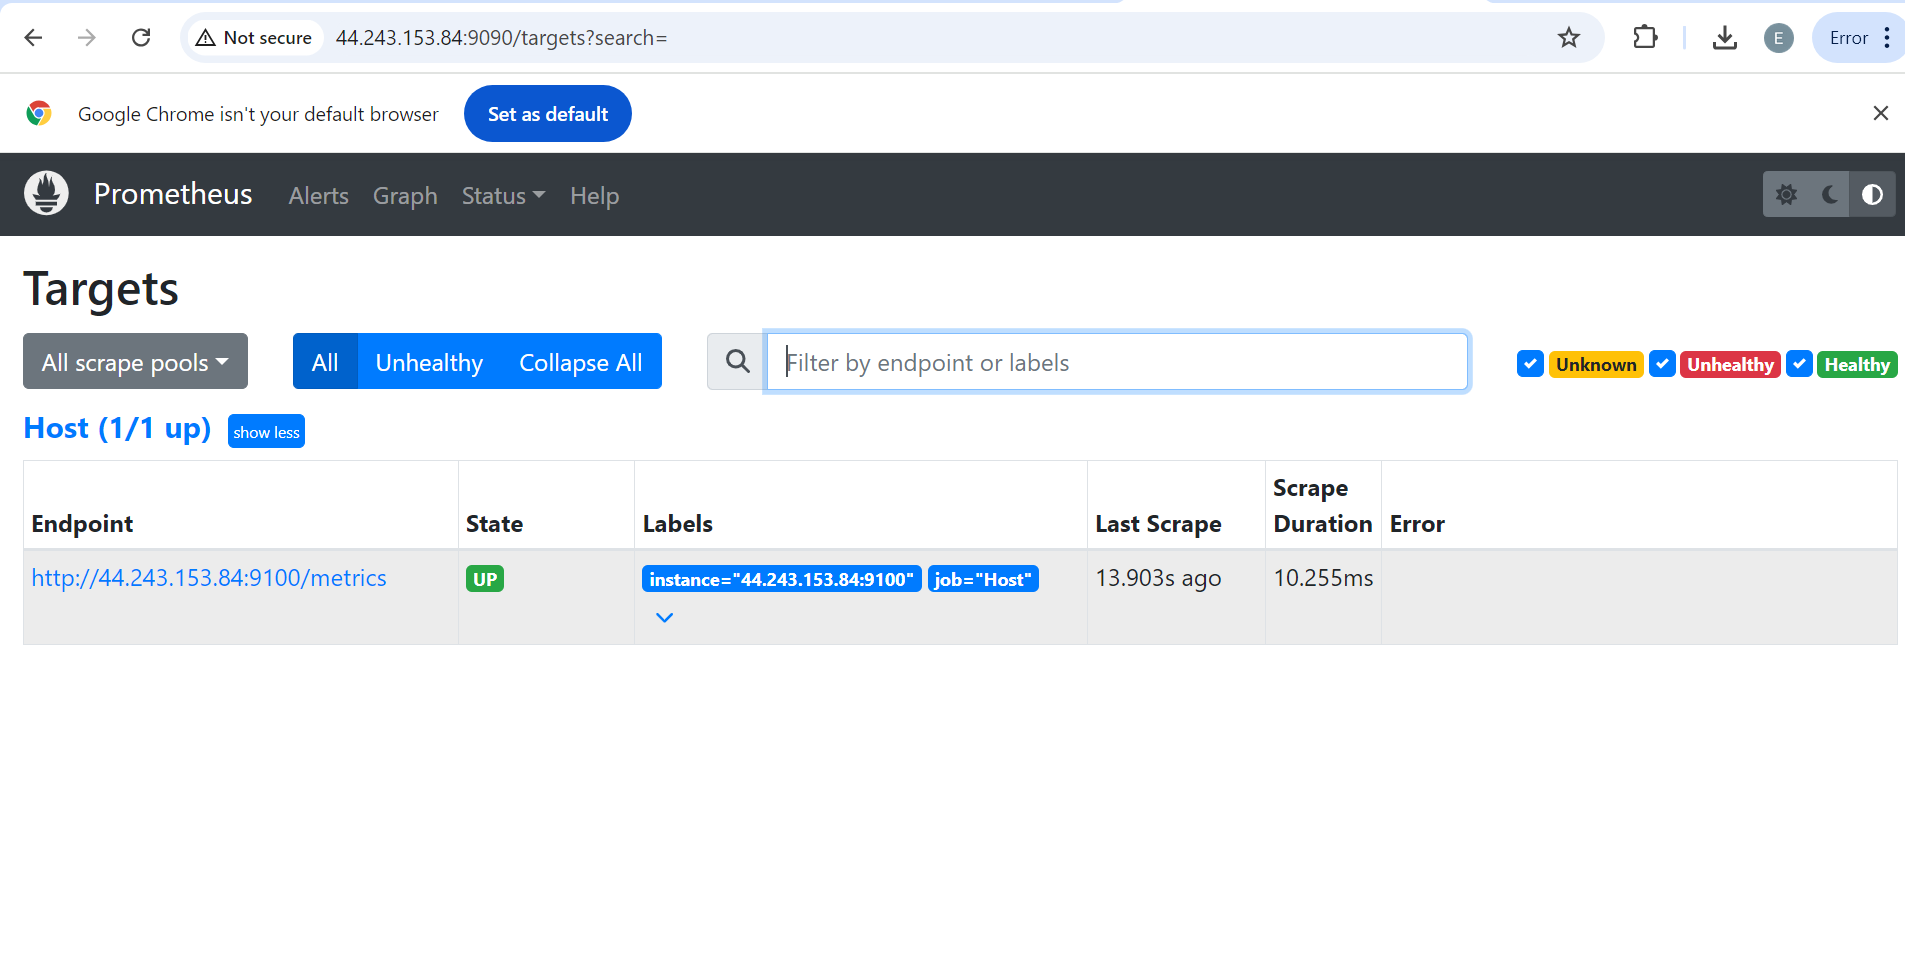 Not secure 44.243.153.84:9090/targets?search= E Error
Google Chrome isn't your default browser Set as default
Prometheus Alerts Graph Status Help
Targets
All scrape pools All Unhealthy Collapse All Filter by endpoint or labels Unknown Unhealthy Healthy
Host (1/1 up) show less
Endpoint State Labels Last Scrape Scrape Duration Error
http://44.243.153.84:9100/metrics UP instance="44.243.153.84:9100" job="Host" 13.903s ago 10.255ms